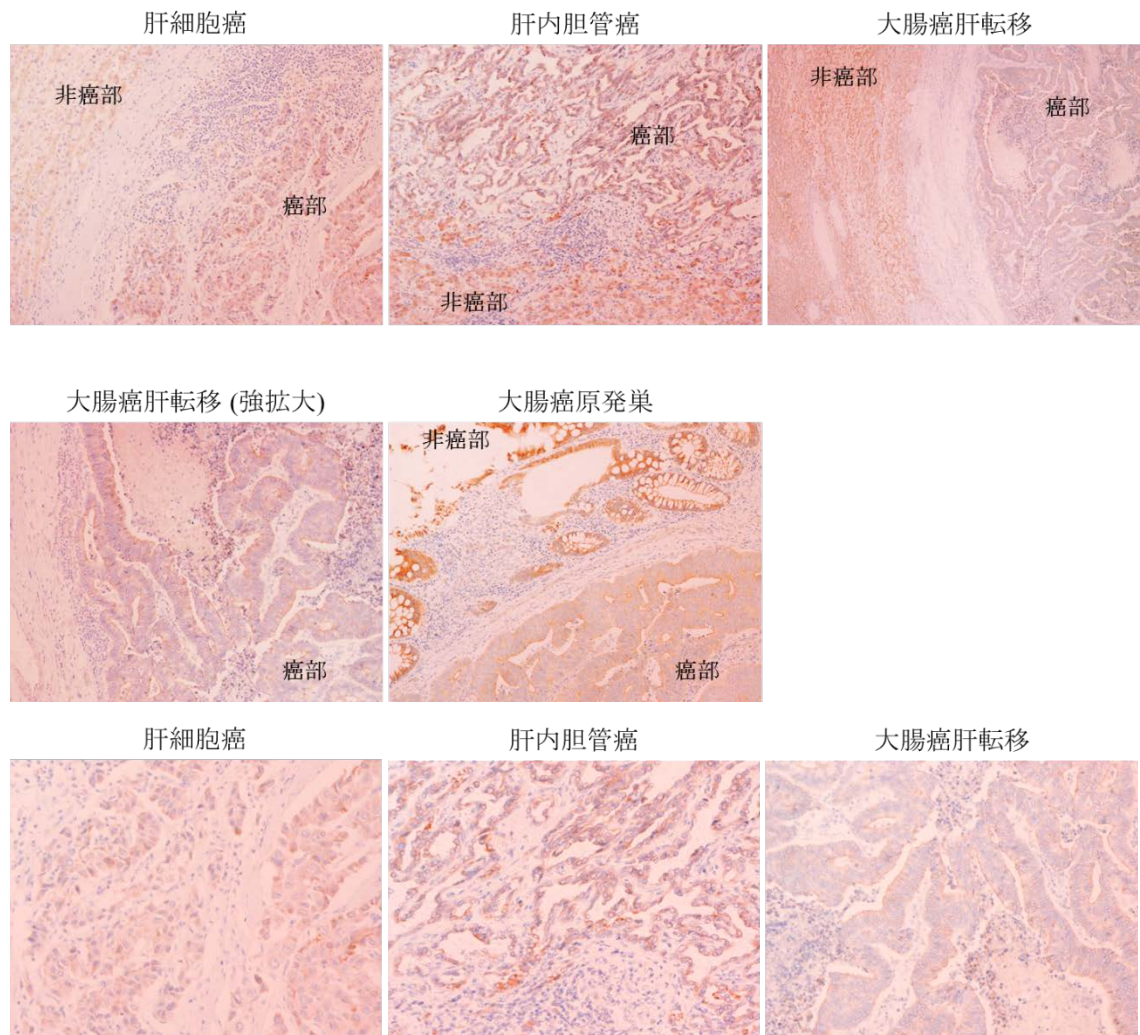 肝細胞癌
肝内胆管癌
大腸癌肝転移
非癌部
癌部
癌部
非癌部
非癌部
癌部
大腸癌肝転移 (強拡大)
大腸癌原発巣
癌部
非癌部
癌部
肝細胞癌
肝内胆管癌
大腸癌肝転移